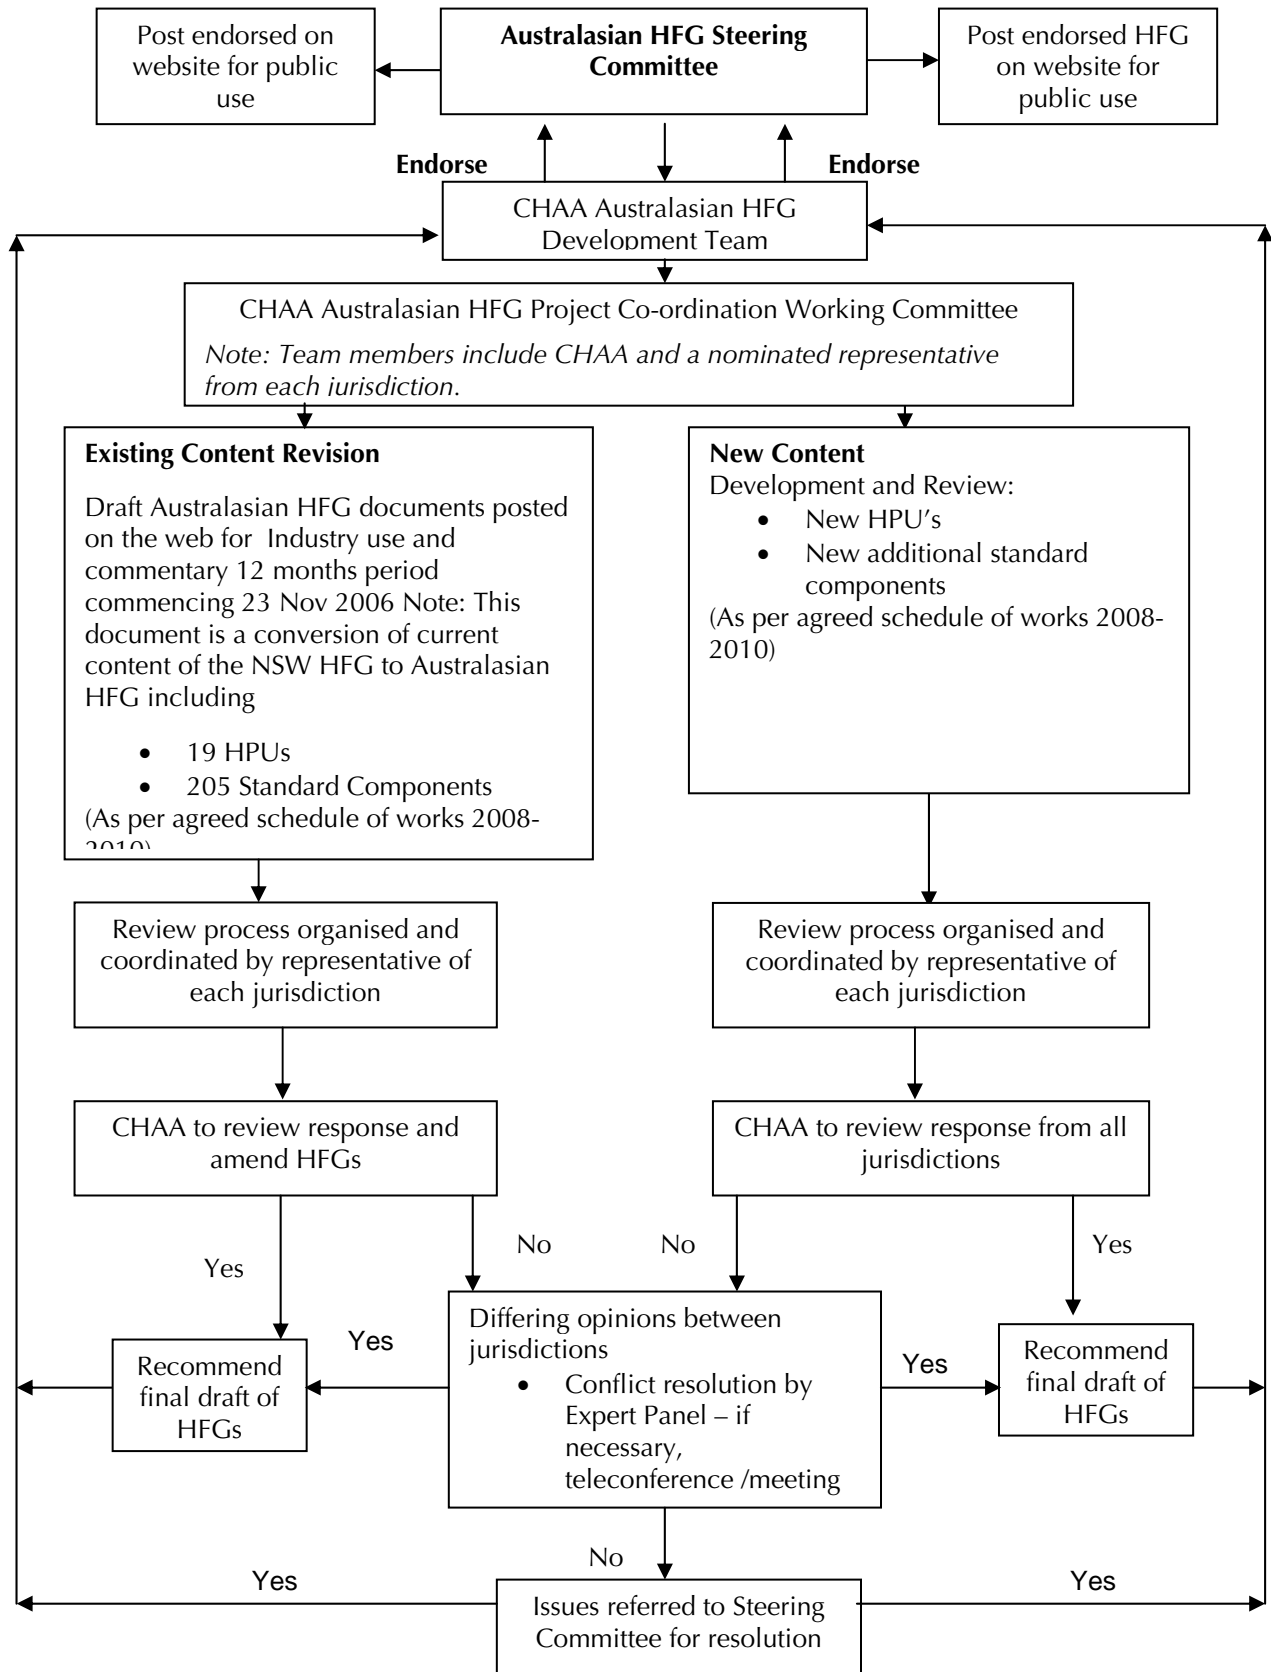 Post endorsed on
website for public
use
Australasian HFG Steering
Committee
Post endorsed HFG
on website for
public use
Endorse
Endorse
CHAA Australasian HFG
Development Team
CHAA Australasian HFG Project Co-ordination Working Committee
Note: Team members include CHAA and a nominated representative
from each jurisdiction.
Existing Content Revision
Draft Australasian HFG documents posted
on the web for Industry use and
commentary 12 months period
commencing 23 Nov 2006 Note: This
document is a conversion of current
content of the NSW HFG to Australasian
HFG including
• 19 HPUs
• 205 Standard Components
(As per agreed schedule of works 2008-
2010)
New Content
Development and Review:
• New HPU’s
• New additional standard
components
(As per agreed schedule of works 2008-
2010)
Review process organised and
coordinated by representative of
each jurisdiction
Review process organised and
coordinated by representative of
each jurisdiction
CHAA to review response and
amend HFGs
CHAA to review response from all
jurisdictions
Yes
No
No
Yes
Recommend
final draft of
HFGs
Yes
Differing opinions between
jurisdictions
• Conflict resolution by
Expert Panel – if
necessary,
teleconference /meeting
Yes
Recommend
final draft of
HFGs
No
Yes
Yes
Issues referred to Steering
Committee for resolution